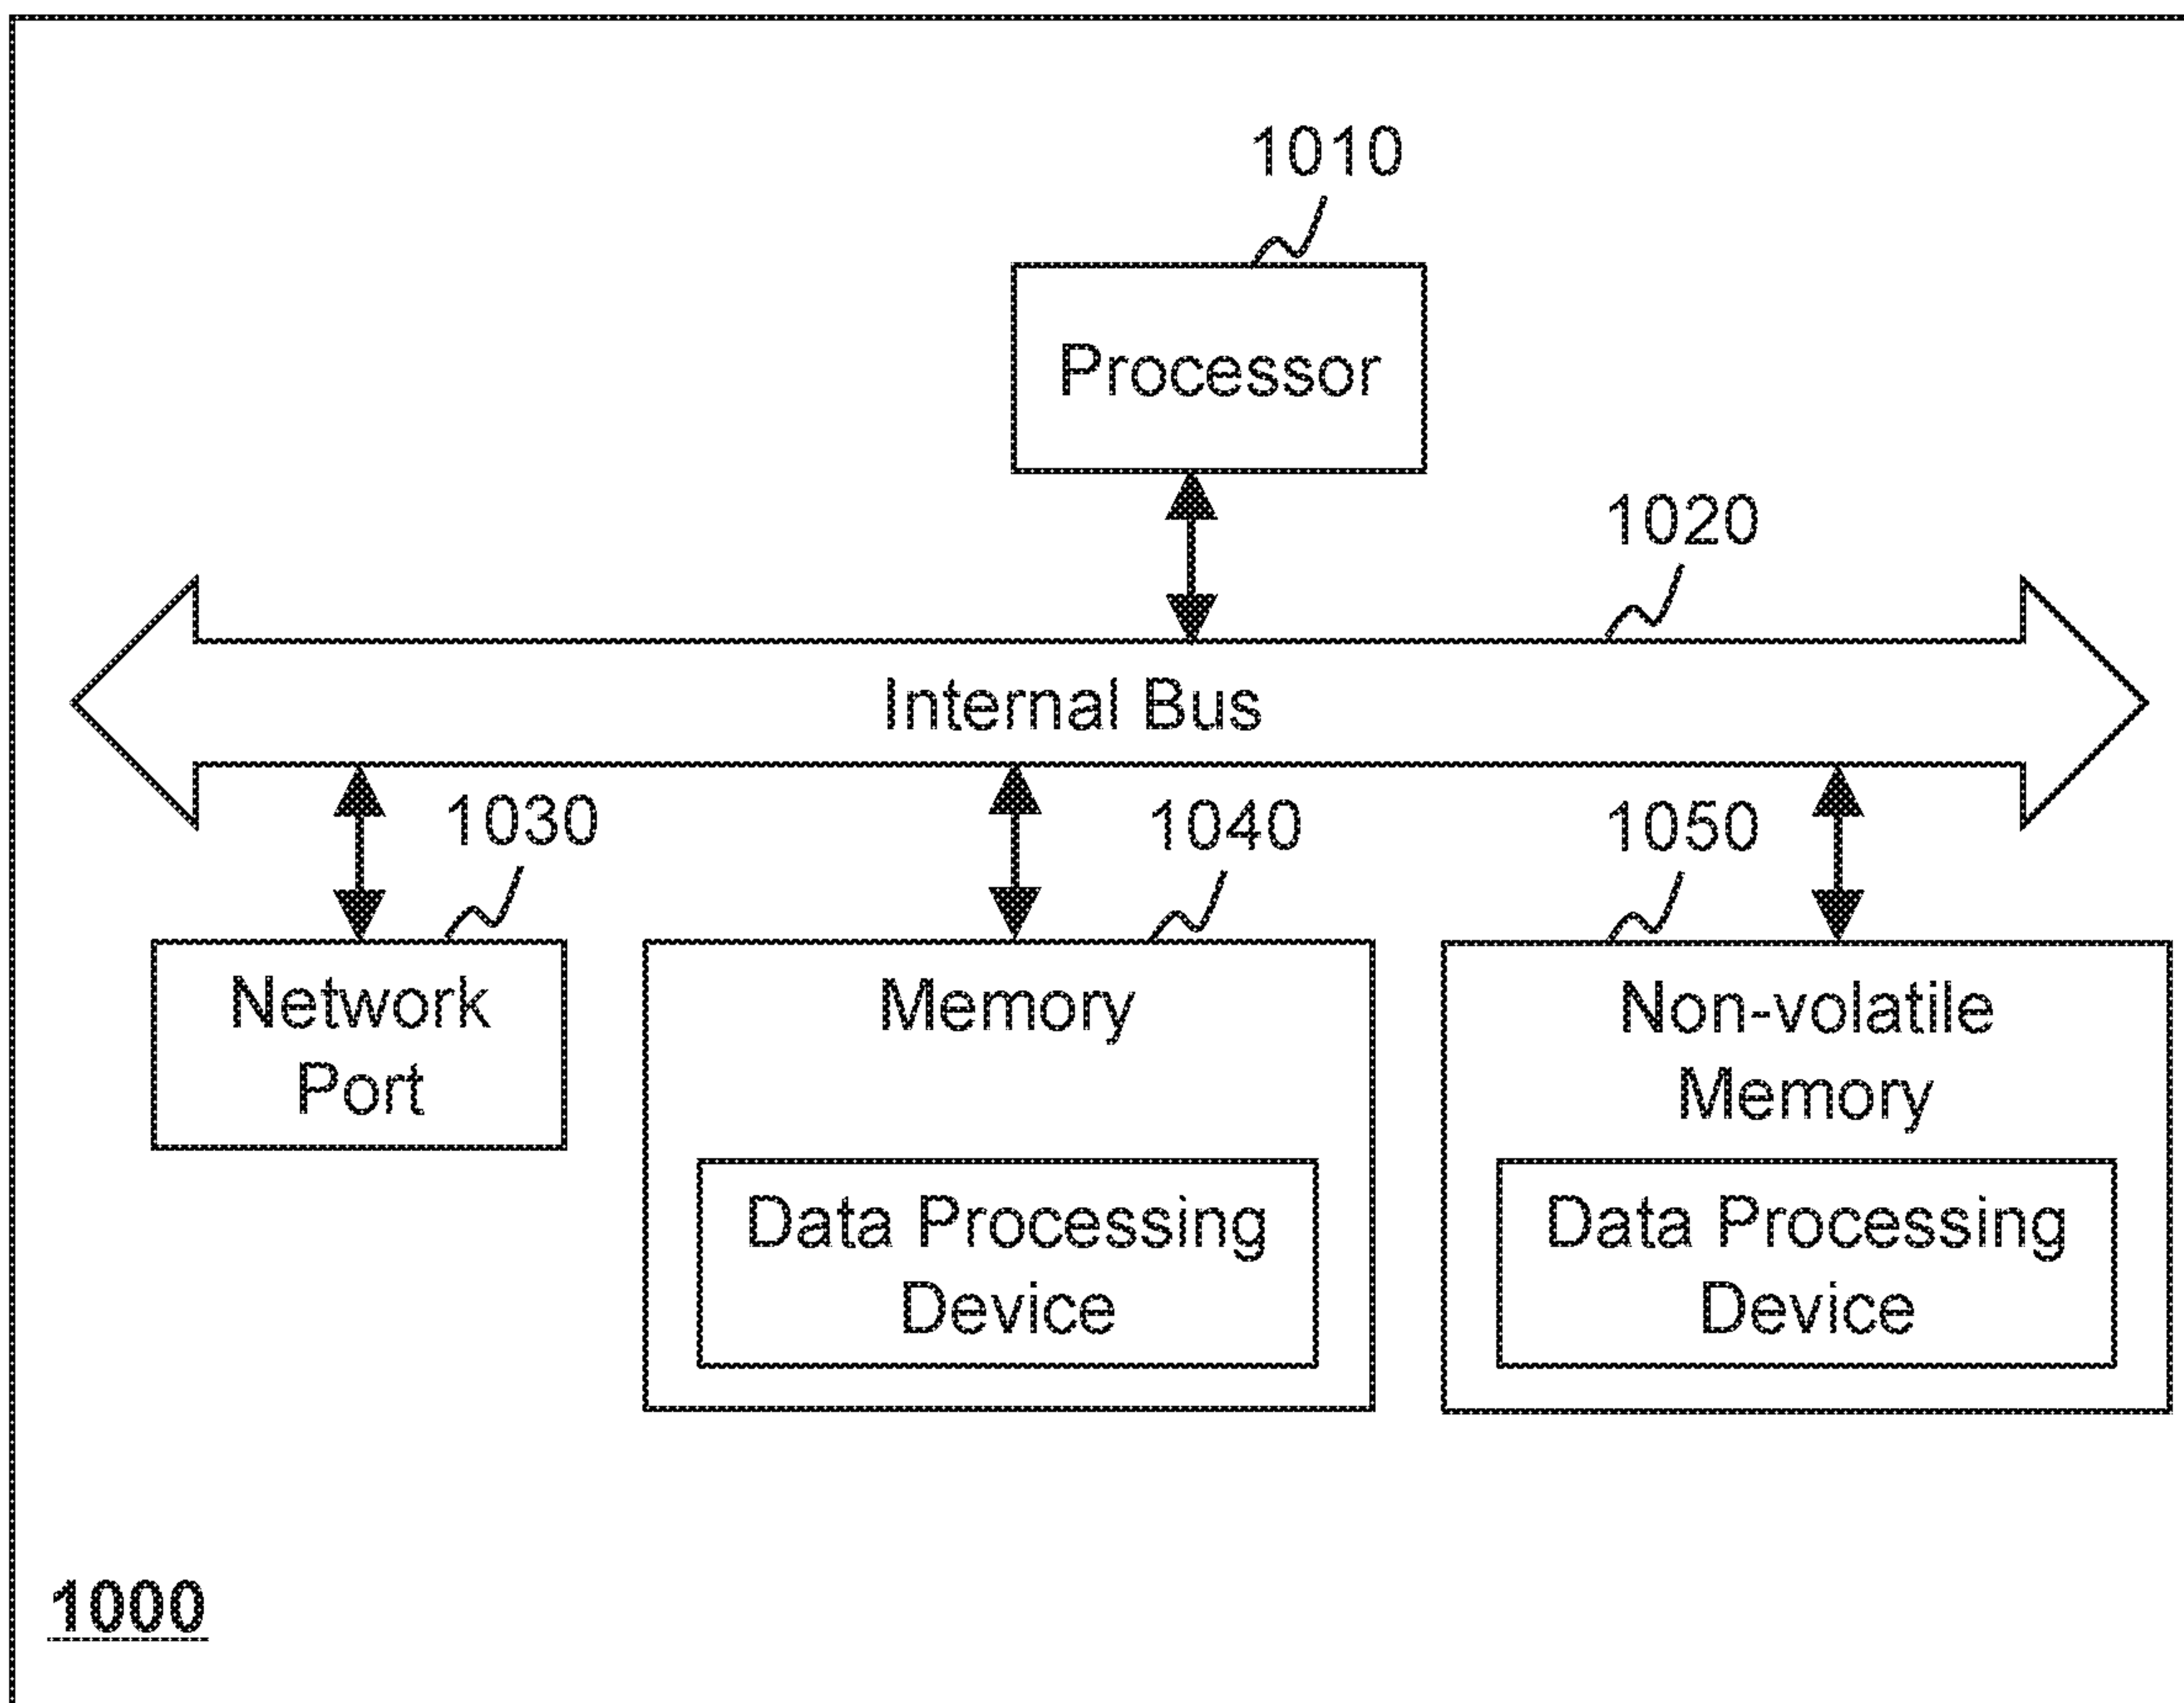 1010
Processor
1020
Internal Bus
1030
1040
1050
Network
Port
Memory
Non-volatile
Memory
Data Processing
Device
Data Processing
Device
1000